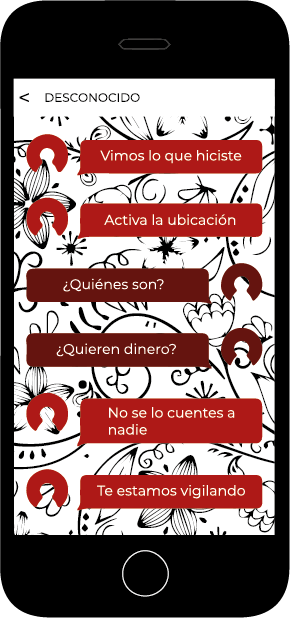 < DESCONOCIDO
Vimos lo que hiciste
Activa la ubicación
¿Quiénes son?
¿Quieren dinero?
No se lo cuentes a
nadie
Te estamos vigilando